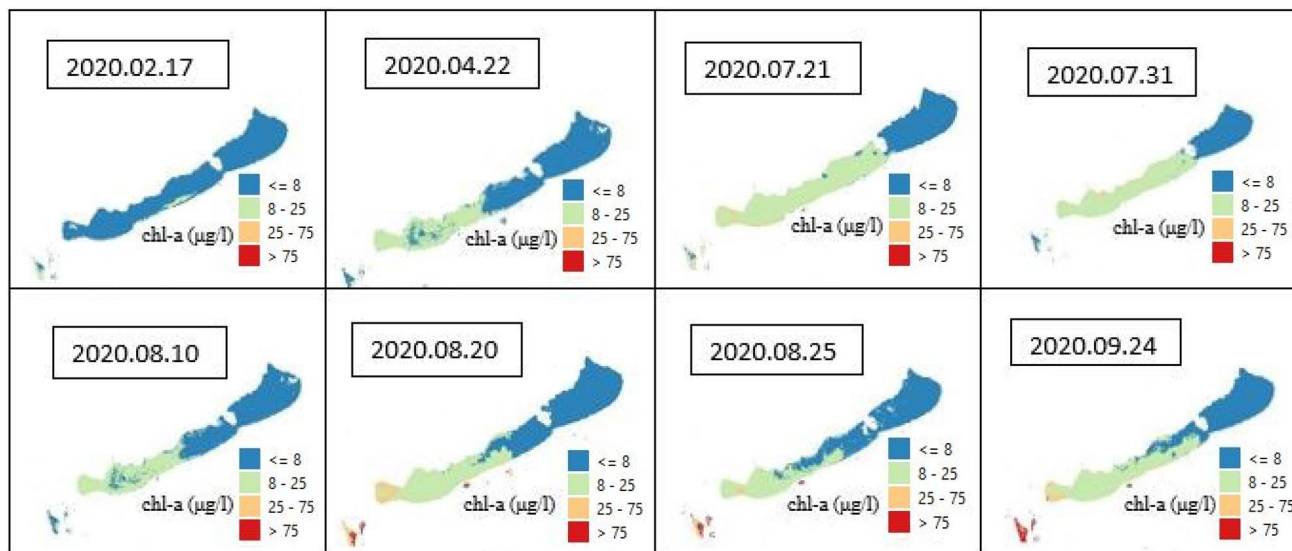 2020.02.17
<= 8
8 - 25
25 - 75
> 75
chl-a (µg/l)
2020.04.22
<= 8
8 - 25
25 - 75
> 75
chl-a (µg/l)
2020.07.21
<= 8
8 - 25
25 - 75
> 75
chl-a (µg/l)
2020.07.31
<= 8
8 - 25
25 - 75
> 75
chl-a (µg/l)
2020.08.10
<= 8
8 - 25
25 - 75
> 75
chl-a (µg/l)
2020.08.20
<= 8
8 - 25
25 - 75
> 75
chl-a (µg/l)
2020.08.25
<= 8
8 - 25
25 - 75
> 75
chl-a (µg/l)
2020.09.24
<= 8
8 - 25
25 - 75
> 75
chl-a (µg/l)